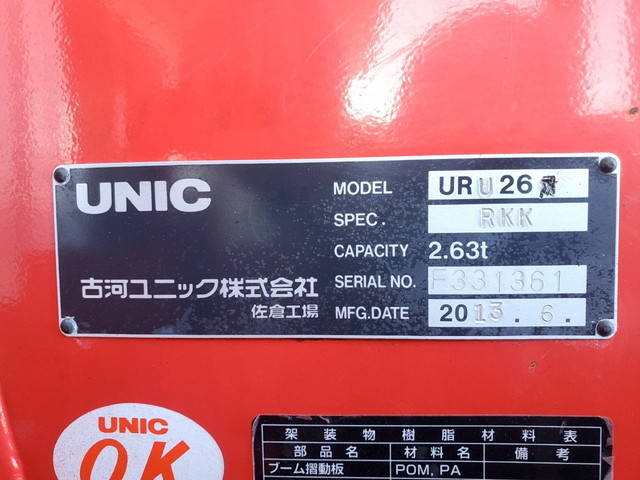 UNIC
MODEL URU26
SPEC. RKK
CAPACITY 2.63t
SERIAL NO. F331361
MFG.DATE 2013.6.
古河ユニック株式会社
佐倉工場
UNIC
OK
架装物樹脂材料表
部品名 材料名 備考
ブーム摺動板 POM, PA